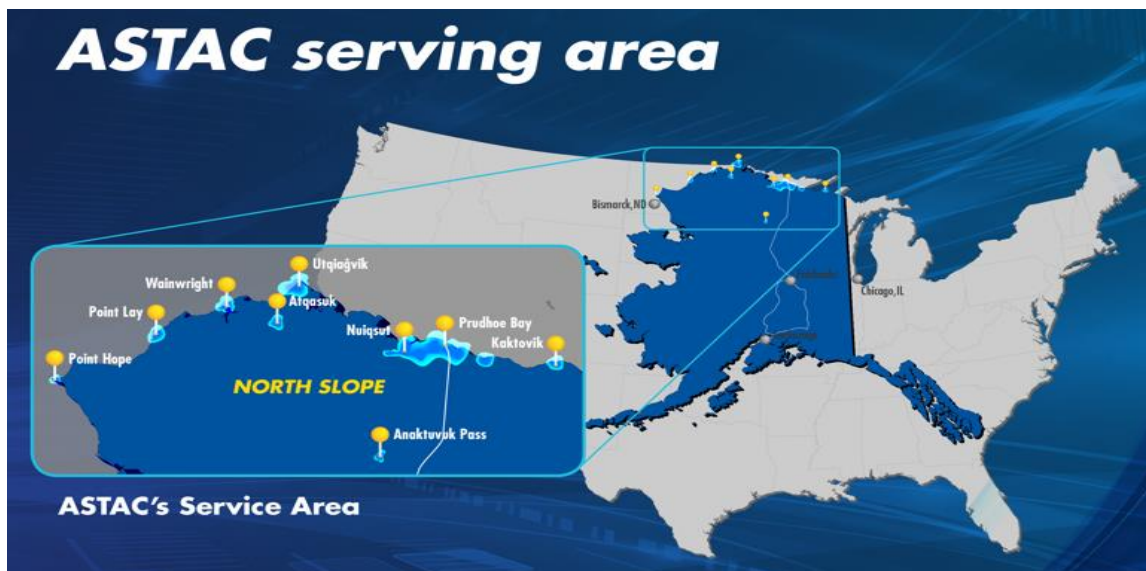 ASTAC serving area
Bismarck, ND
Fairbanks
Chicago, IL
Utqiaġvik
Wainwright
Atqasuk
Point Lay
Nuiqsut
Prudhoe Bay
Kaktovik
Point Hope
NORTH SLOPE
Anaktuvuk Pass
ASTAC's Service Area